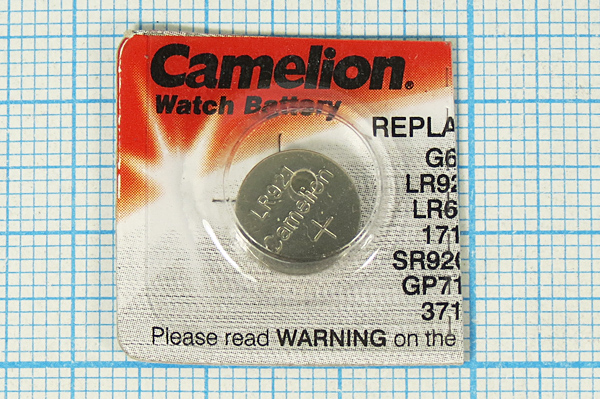 Camelion®
Watch Battery
REPLA
G6
LR92
LR6
171
SR920
GP71
371
LR921
Camelion
+
Please read WARNING on the